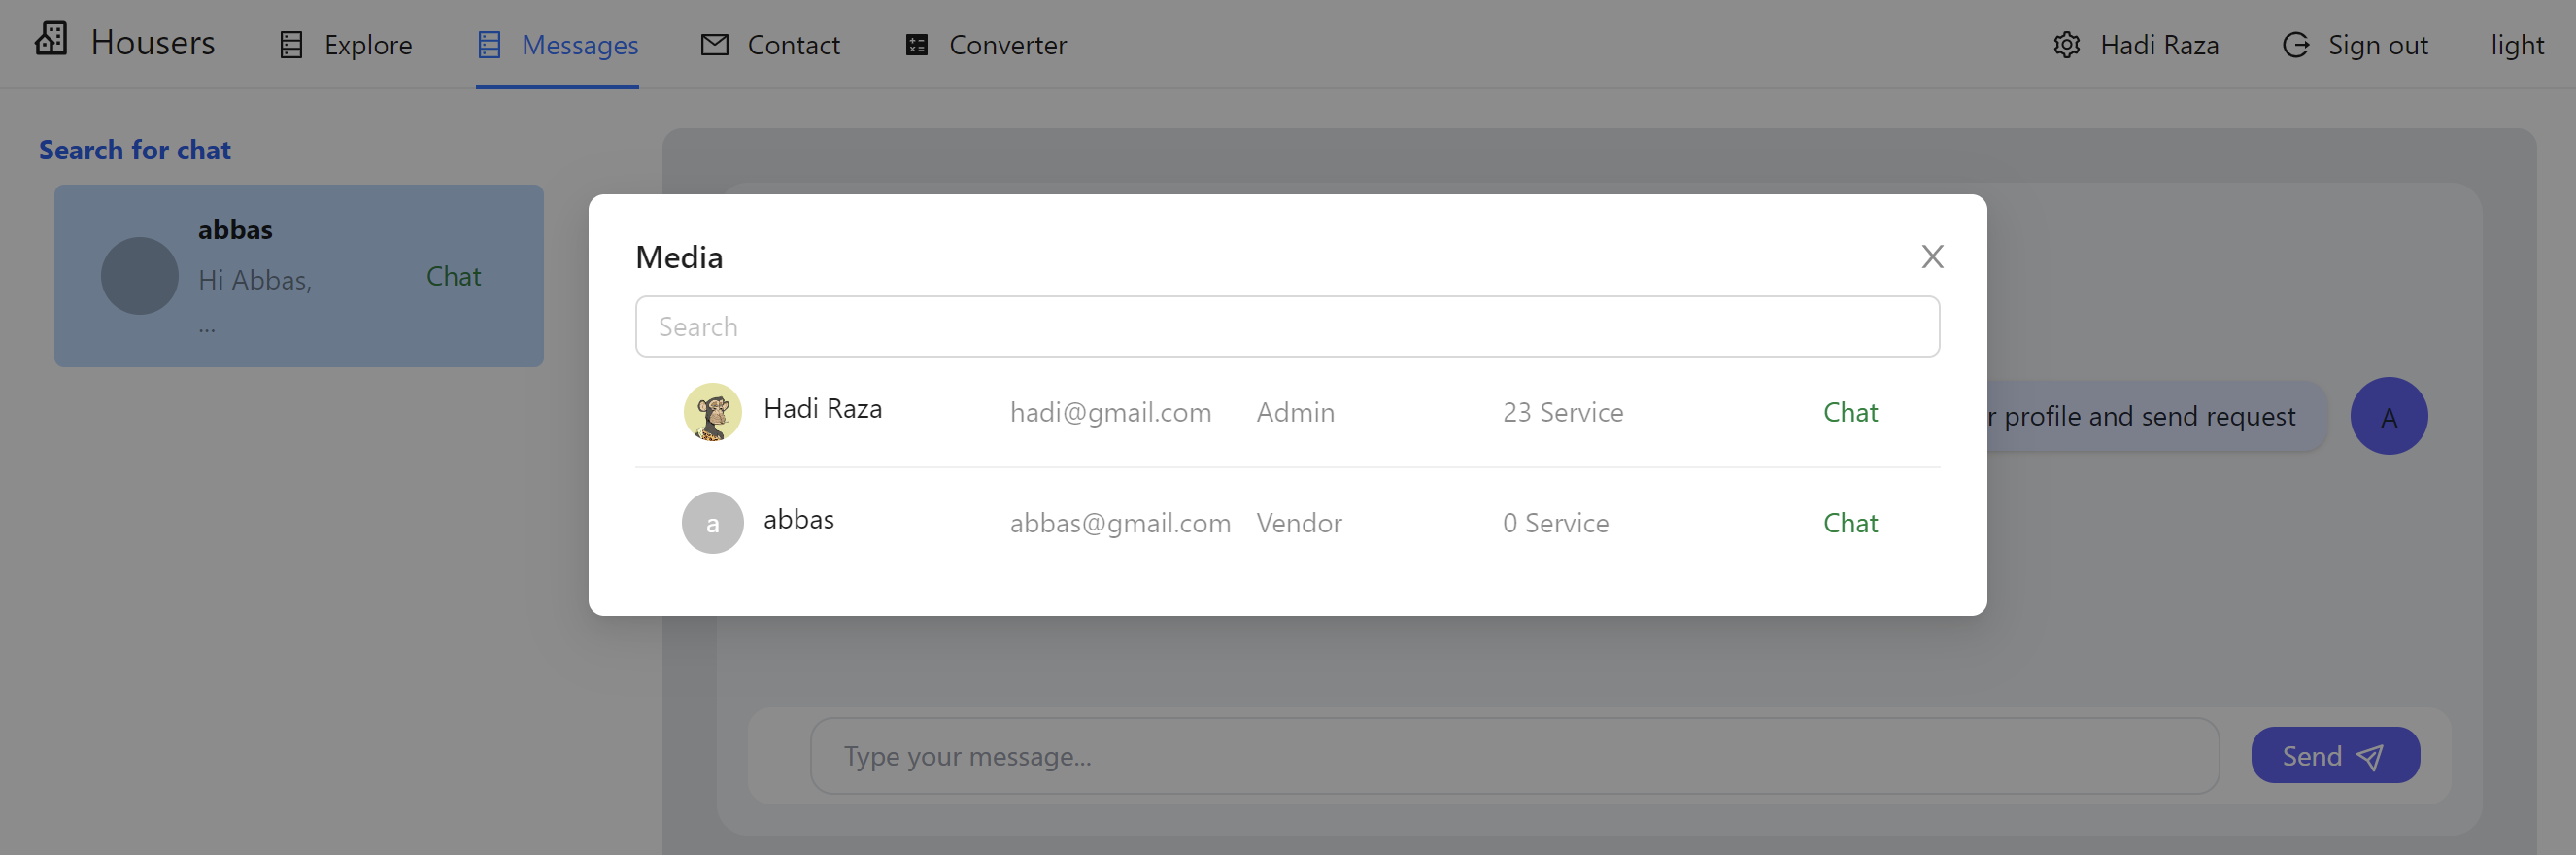 Housers Explore Messages Contact Converter Hadi Raza Sign out light
Search for chat
abbas
Hi Abbas,
...
Chat
Media
Search
Hadi Raza hadi@gmail.com Admin 23 Service Chat
a abbas abbas@gmail.com Vendor 0 Service Chat
profile and send request A
Type your message... Send